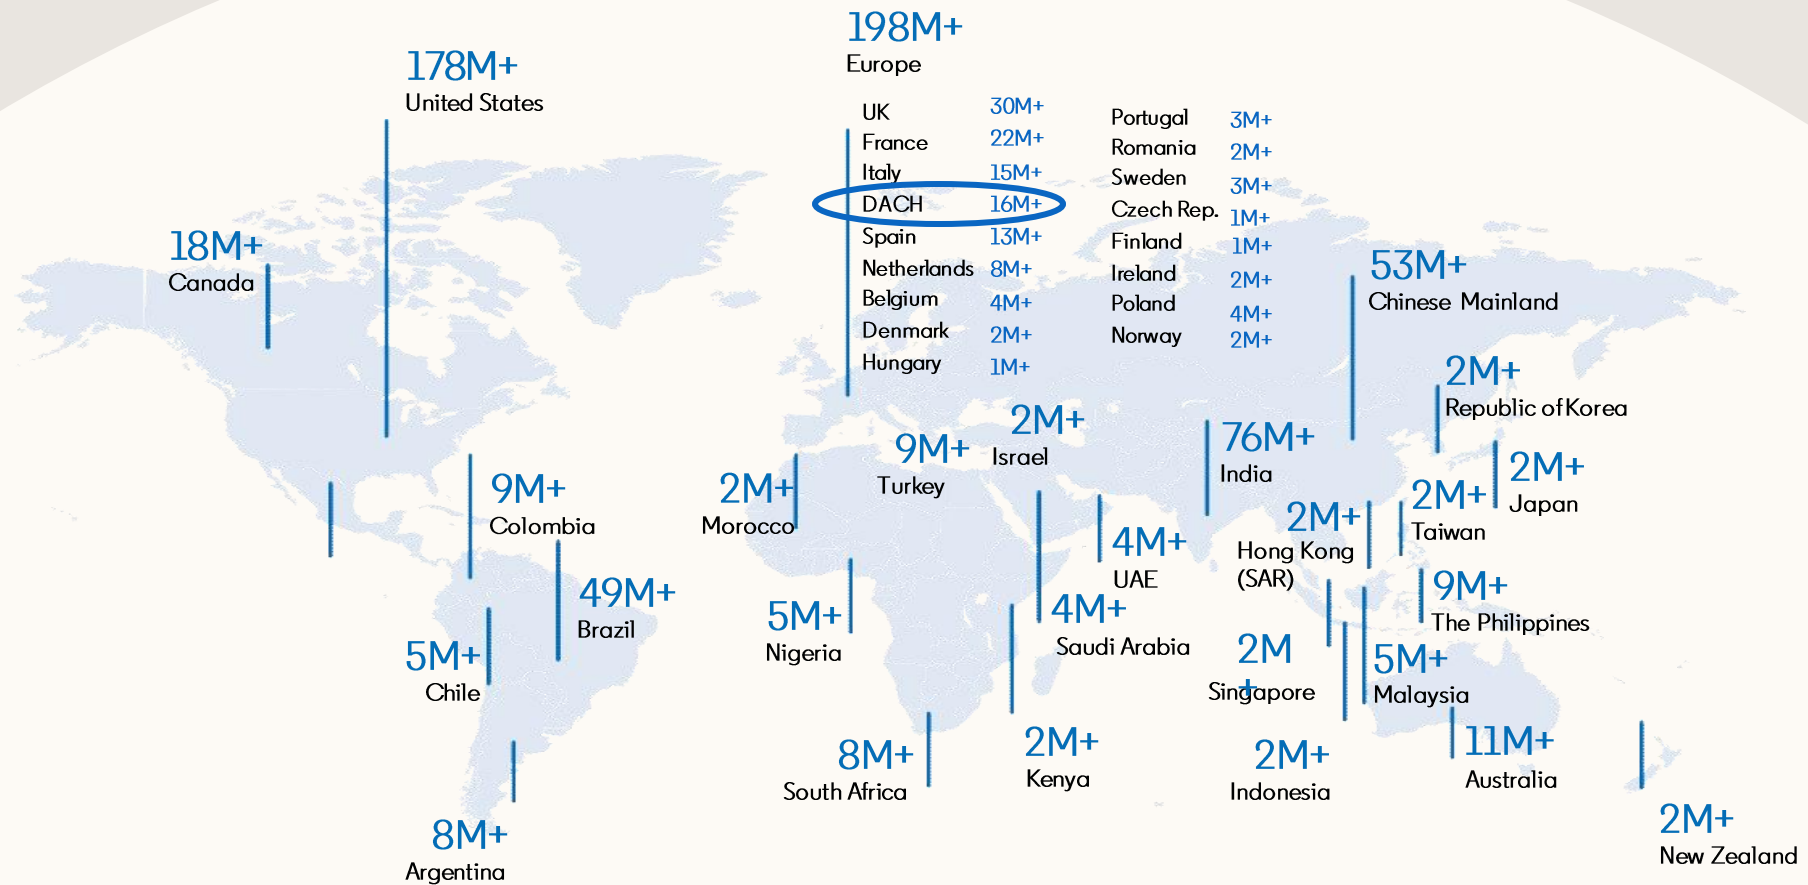 198M+
Europe
178M+
United States
UK 30M+
France 22M+
Italy 15M+
DACH 16M+
Spain 13M+
Netherlands 8M+
Belgium 4M+
Denmark 2M+
Hungary 1M+
Portugal 3M+
Romania 2M+
Sweden 3M+
Czech Rep. 1M+
Finland 1M+
Ireland 2M+
Poland 4M+
Norway 2M+
18M+
Canada
53M+
Chinese Mainland
2M+
Republic of Korea
2M+
Israel
9M+
Turkey
76M+
India
2M+
Japan
9M+
Colombia
2M+
Morocco
2M+
Taiwan
2M+
Hong Kong
(SAR)
4M+
UAE
49M+
Brazil
5M+
Nigeria
4M+
Saudi Arabia
9M+
The Philippines
5M+
Chile
2M
+
Singapore
5M+
Malaysia
8M+
South Africa
2M+
Kenya
2M+
Indonesia
11M+
Australia
8M+
Argentina
2M+
New Zealand